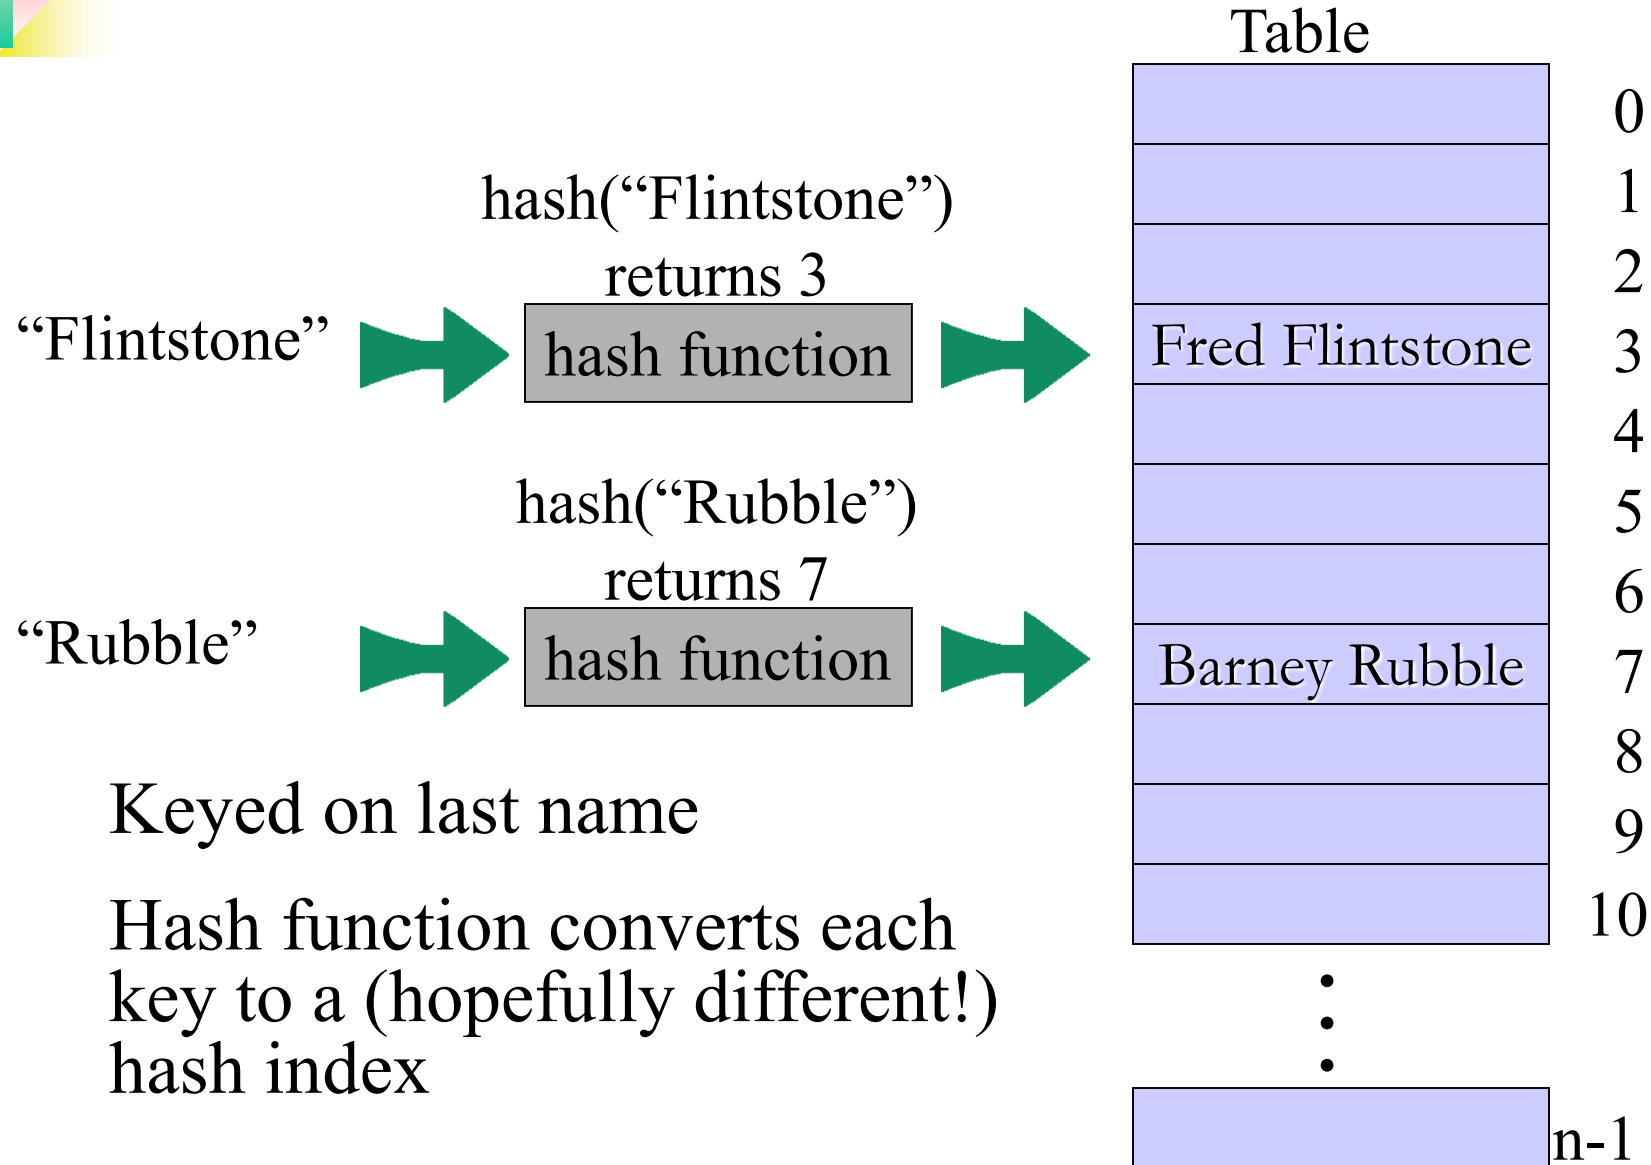 Table
0
1
hash(“Flintstone”)
returns 3
2
“Flintstone”
hash function
Fred Flintstone
3
4
hash(“Rubble”)
5
returns 7
6
“Rubble”
hash function
Barney Rubble
7
8
Keyed on last name
9
10
Hash function converts each
key to a (hopefully different!)
hash index
n-1